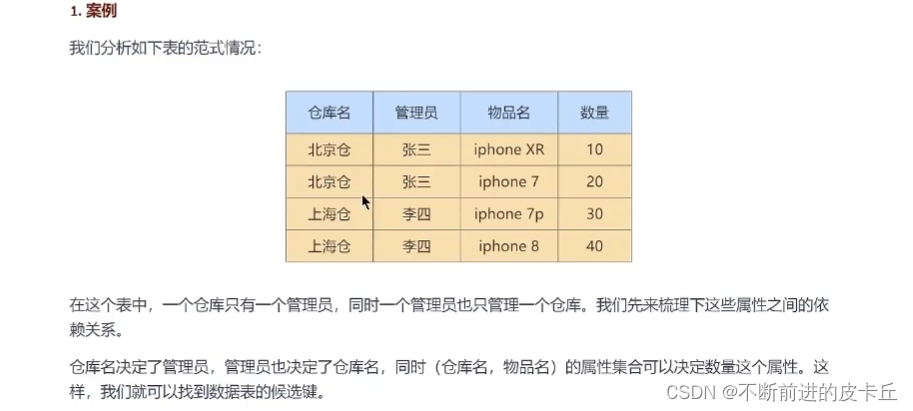 1. 案例
我们分析如下表的范式情况：
仓库名 管理员 物品名 数量
北京仓 张三 iphone XR 10
北京仓 张三 iphone 7 20
上海仓 李四 iphone 7p 30
上海仓 李四 iphone 8 40
在这个表中，一个仓库只有一个管理员，同时一个管理员也只管理一个仓库。我们先来梳理下这些属性之间的依
赖关系。
仓库名决定了管理员，管理员也决定了仓库名，同时（仓库名，物品名）的属性集合可以决定数量这个属性。这
样，我们就可以找到数据表的候选键。
CSDN @不断前进的皮卡丘